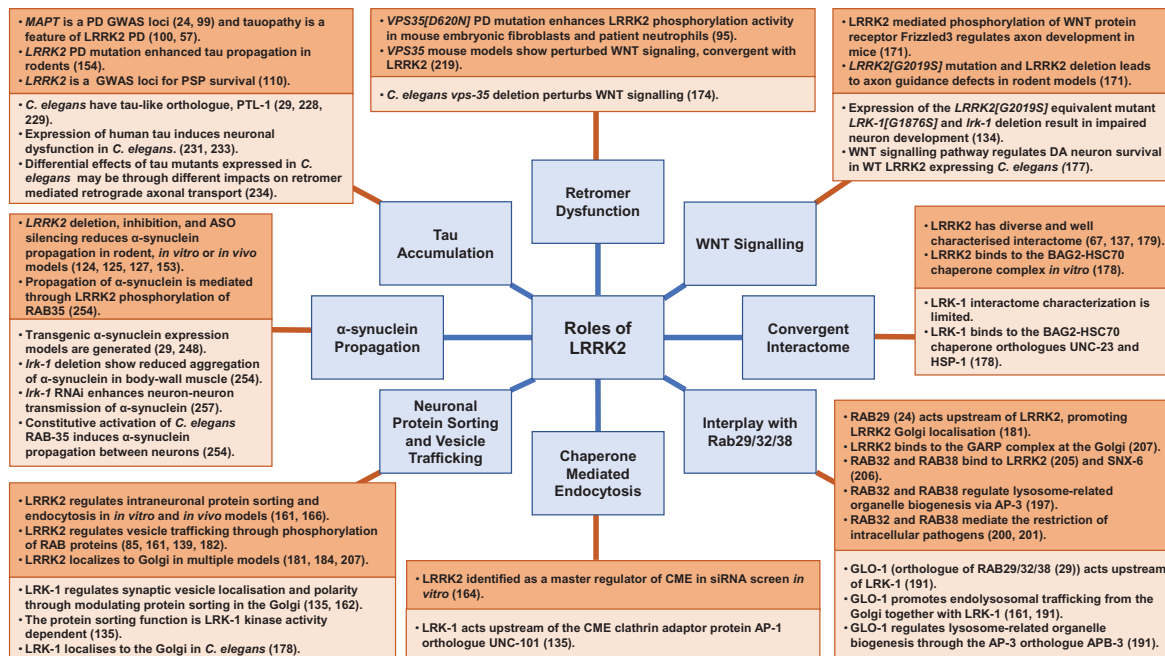 • MAPT is a PD GWAS loci (24, 99) and tauopathy is a
feature of LRRK2 PD (100, 57).
• LRRK2 PD mutation enhanced tau propagation in
rodents (154).
• LRRK2 is a GWAS loci for PSP survival (110).
• C. elegans have tau-like orthologue, PTL-1 (29, 228,
229).
• Expression of human tau induces neuronal
dysfunction in C. elegans. (231, 233).
• Differential effects of tau mutants expressed in C.
elegans may be through different impacts on retromer
mediated retrograde axonal transport (234).
• VPS35[D620N] PD mutation enhances LRRK2 phosphorylation activity
in mouse embryonic fibroblasts and patient neutrophils (95).
• VPS35 mouse models show perturbed WNT signaling, convergent with
LRRK2 (219).
• C. elegans vps-35 deletion perturbs WNT signalling (174).
• LRRK2 mediated phosphorylation of WNT protein
receptor Frizzled3 regulates axon development in
mice (171).
• LRRK2[G2019S] mutation and LRRK2 deletion leads
to axon guidance defects in rodent models (171).
• Expression of the LRRK2[G2019S] equivalent mutant
LRK-1[G1876S] and lrk-1 deletion result in impaired
neuron development (134).
• WNT signalling pathway regulates DA neuron survival
in WT LRRK2 expressing C. elegans (177).
Tau
Accumulation
Retromer
Dysfunction
WNT Signalling
• LRRK2 deletion, inhibition, and ASO
silencing reduces α-synuclein
propagation in rodent, in vitro or in vivo
models (124, 125, 127, 153).
• Propagation of α-synuclein is mediated
through LRRK2 phosphorylation of
RAB35 (254).
• Transgenic α-synuclein expression
models are generated (29, 248).
• lrk-1 deletion show reduced aggregation
of α-synuclein in body-wall muscle (254).
• lrk-1 RNAi enhances neuron-neuron
transmission of α-synuclein (257).
• Constitutive activation of C. elegans
RAB-35 induces α-synuclein
propagation between neurons (254).
α-synuclein
Propagation
Roles of
LRRK2
Convergent
Interactome
• LRRK2 has diverse and well
characterised interactome (67, 137, 179).
• LRRK2 binds to the BAG2-HSC70
chaperone complex in vitro (178).
• LRK-1 interactome characterization is
limited.
• LRK-1 binds to the BAG2-HSC70
chaperone orthologues UNC-23 and
HSP-1 (178).
Neuronal
Protein Sorting
and Vesicle
Trafficking
Chaperone
Mediated
Endocytosis
Interplay with
Rab29/32/38
• LRRK2 regulates intraneuronal protein sorting and
endocytosis in in vitro and in vivo models (161, 166).
• LRRK2 regulates vesicle trafficking through phosphorylation
of RAB proteins (85, 161, 139, 182).
• LRRK2 localizes to Golgi in multiple models (181, 184, 207).
• LRK-1 regulates synaptic vesicle localisation and polarity
through modulating protein sorting in the Golgi (135, 162).
• The protein sorting function is LRK-1 kinase activity
dependent (135).
• LRK-1 localises to the Golgi in C. elegans (178).
• LRRK2 identified as a master regulator of CME in siRNA screen in
vitro (164).
• LRK-1 acts upstream of the CME clathrin adaptor protein AP-1
orthologue UNC-101 (135).
• RAB29 (24) acts upstream of LRRK2, promoting
LRRK2 Golgi localisation (181).
• LRRK2 binds to the GARP complex at the Golgi (207).
• RAB32 and RAB38 bind to LRRK2 (205) and SNX-6
(206).
• RAB32 and RAB38 regulate lysosome-related
organelle biogenesis via AP-3 (197).
• RAB32 and RAB38 mediate the restriction of
intracellular pathogens (200, 201).
• GLO-1 (orthologue of RAB29/32/38 (29)) acts upstream
of LRK-1 (191).
• GLO-1 promotes endolysosomal trafficking from the
Golgi together with LRK-1 (161, 191).
• GLO-1 regulates lysosome-related organelle
biogenesis through the AP-3 orthologue APB-3 (191).